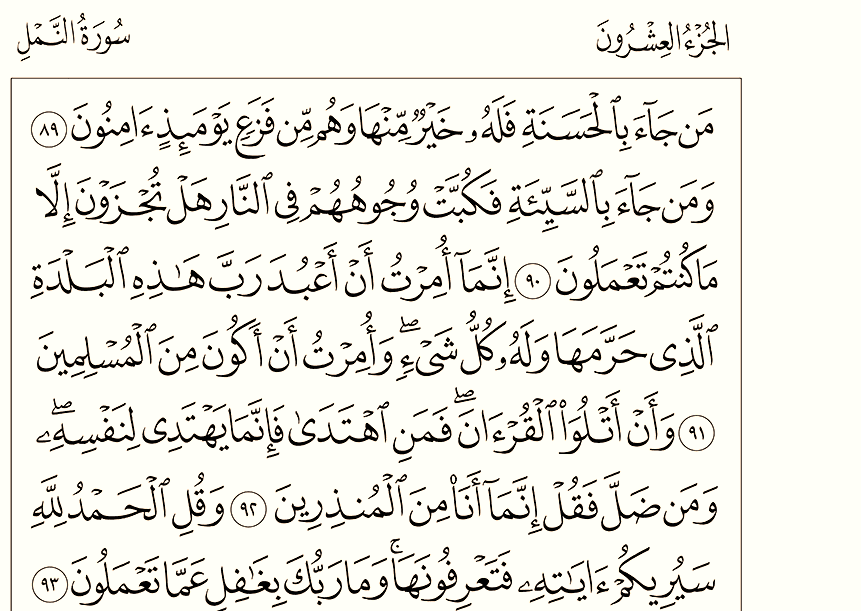 الجُزْءُ العِشْرُونَ
سُورَةُ النَّمْلِ
مَن جَآءَ بِٱلْحَسَنَةِ فَلَهُۥ خَيْرٌۭ مِّنْهَا وَهُم مِّن فَزَعٍۢ يَوْمَئِذٍ ءَامِنُونَ ٨٩
وَمَن جَآءَ بِٱلسَّيِّئَةِ فَكُبَّتْ وُجُوهُهُمْ فِى ٱلنَّارِ هَلْ تُجْزَوْنَ إِلَّا
مَا كُنتُمْ تَعْمَلُونَ ٩٠ إِنَّمَآ أُمِرْتُ أَنْ أَعْبُدَ رَبَّ هَـٰذِهِ ٱلْبَلْدَةِ
ٱلَّذِى حَرَّمَهَا وَلَهُۥ كُلُّ شَىْءٍۢ ۖ وَأُمِرْتُ أَنْ أَكُونَ مِنَ ٱلْمُسْلِمِينَ
٩١ وَأَنْ أَتْلُوَا۟ ٱلْقُرْءَانَ ۖ فَمَنِ ٱهْتَدَىٰ فَإِنَّمَا يَهْتَدِى لِنَفْسِهِۦ ۖ
وَمَن ضَلَّ فَقُلْ إِنَّمَآ أَنَا۠ مِنَ ٱلْمُنذِرِينَ ٩٢ وَقُلِ ٱلْحَمْدُ لِلَّهِ
سَيُرِيكُمْ ءَايَـٰتِهِۦ فَتَعْرِفُونَهَا ۚ وَمَا رَبُّكَ بِغَـٰفِلٍ عَمَّا تَعْمَلُونَ ٩٣